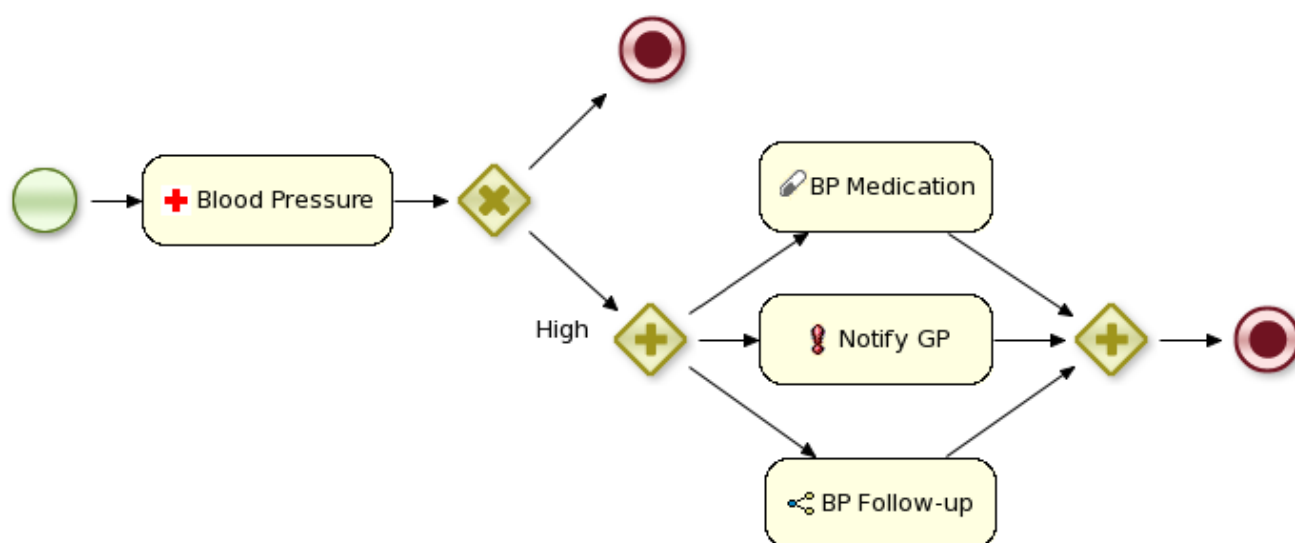 Blood Pressure
BP Medication
High
Notify GP
BP Follow-up